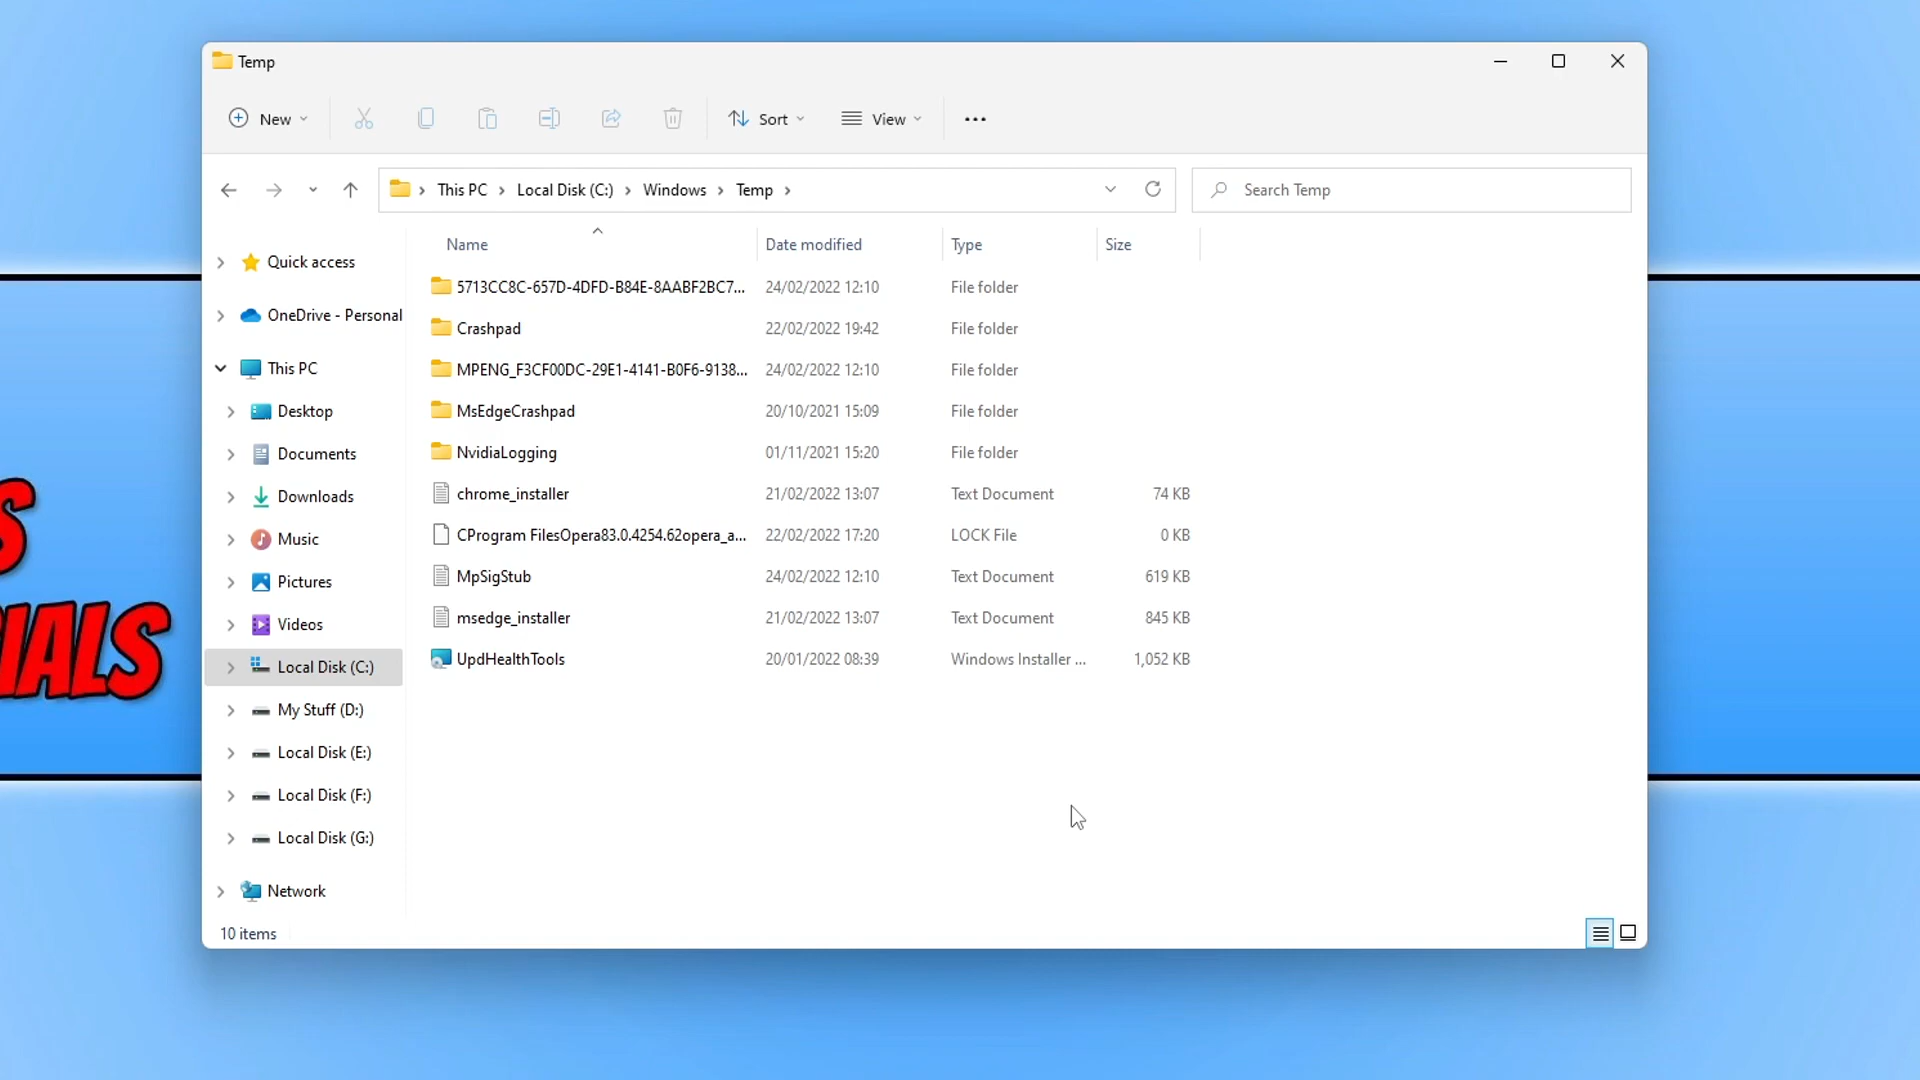 Temp
New
Sort
View
This PC
Local Disk (C:)
Windows
Temp
Search Temp
Name
Date modified
Type
Size
Quick access
OneDrive - Personal
This PC
Desktop
Documents
Downloads
Music
Pictures
Videos
Local Disk (C:)
My Stuff (D:)
Local Disk (E:)
Local Disk (F:)
Local Disk (G:)
Network
5713CC8C-657D-4DFD-B84E-8AABF2BC7... 24/02/2022 12:10 File folder
Crashpad 22/02/2022 19:42 File folder
MPENG_F3CF00DC-29E1-4141-B0F6-9138... 24/02/2022 12:10 File folder
MsEdgeCrashpad 20/10/2021 15:09 File folder
NvidiaLogging 01/11/2021 15:20 File folder
chrome_installer 21/02/2022 13:07 Text Document 74 KB
CProgram FilesOpera83.0.4254.62opera_a... 22/02/2022 17:20 LOCK File 0 KB
MpSigStub 24/02/2022 12:10 Text Document 619 KB
msedge_installer 21/02/2022 13:07 Text Document 845 KB
UpdHealthTools 20/01/2022 08:39 Windows Installer ... 1,052 KB
10 items
S
IALS